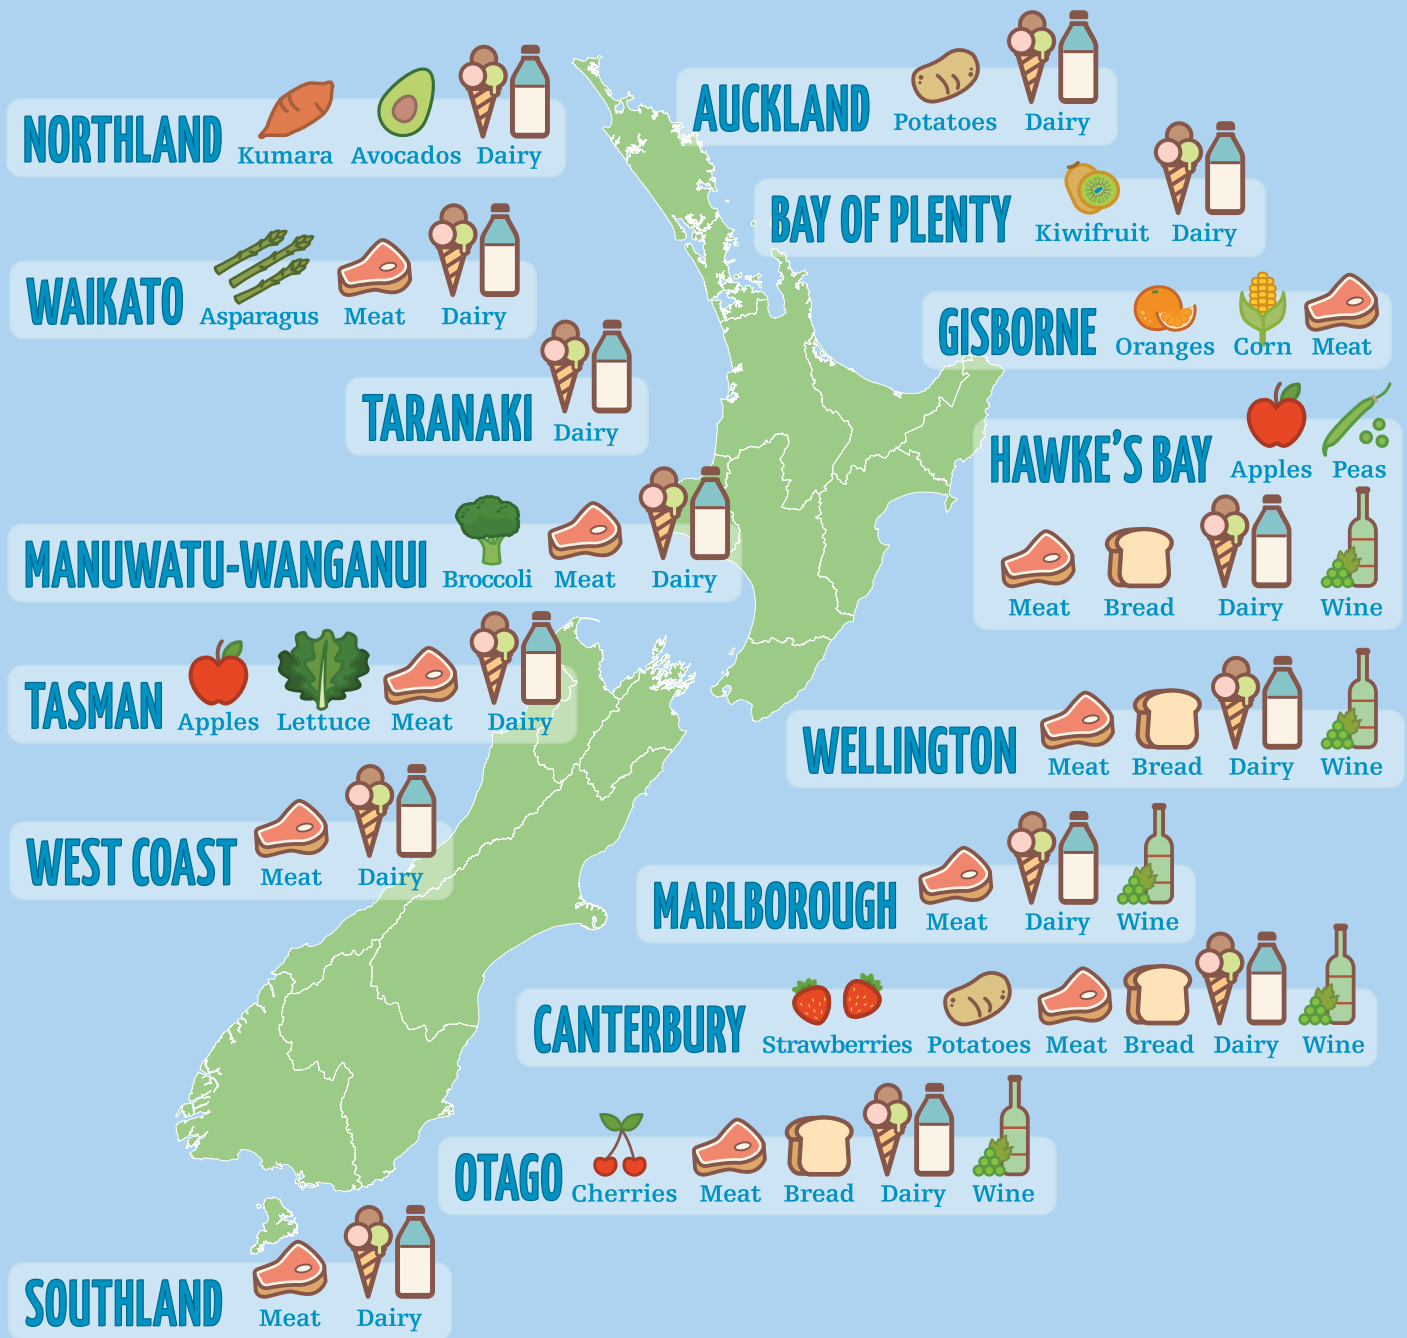 NORTHLAND
Kumara Avocados Dairy
AUCKLAND
Potatoes Dairy
BAY OF PLENTY
Kiwifruit Dairy
WAIKATO
Asparagus Meat Dairy
GISBORNE
Oranges Corn Meat
TARANAKI
Dairy
HAWKE'S BAY
Apples Peas
Meat Bread Dairy Wine
MANUWATU-WANGANUI
Broccoli Meat Dairy
TASMAN
Apples Lettuce Meat Dairy
WELLINGTON
Meat Bread Dairy Wine
WEST COAST
Meat Dairy
MARLBOROUGH
Meat Dairy Wine
CANTERBURY
Strawberries Potatoes Meat Bread Dairy Wine
OTAGO
Cherries Meat Bread Dairy Wine
SOUTHLAND
Meat Dairy